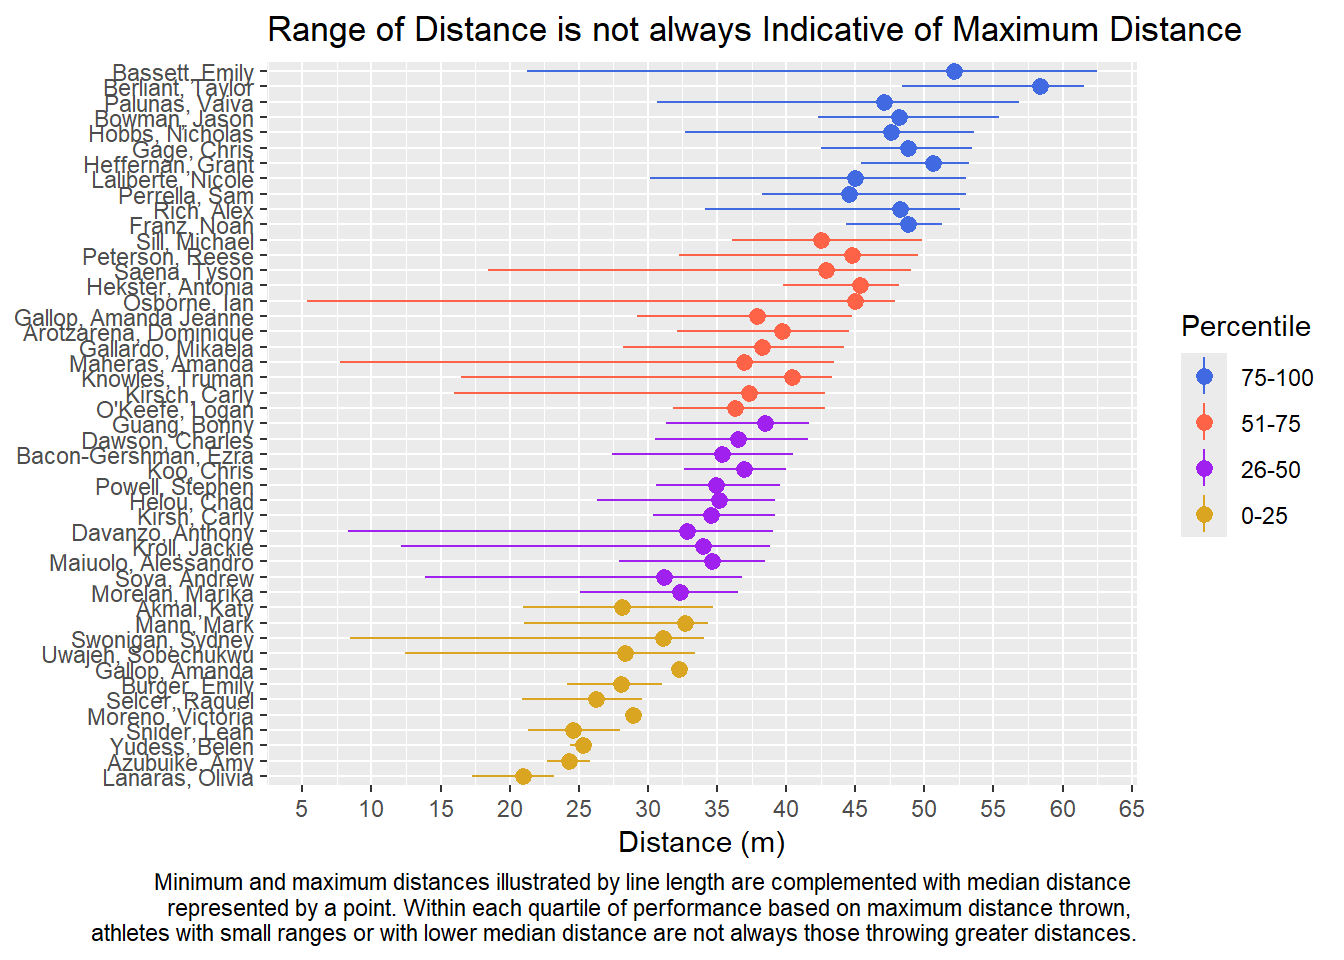 Range of Distance is not always Indicative of Maximum Distance
Bassett, Emily
Berliant, Taylor
Palunas, Vaiva
Bowman, Jason
Hobbs, Nicholas
Gage, Chris
Heffernan, Grant
Laliberte, Nicole
Perrella, Sam
Rich, Alex
Franz, Noah
Sill, Michael
Peterson, Reese
Saena, Tyson
Hekster, Antonia
Osborne, Ian
Gallop, Amanda Jeanne
Arotzarena, Dominique
Gallardo, Mikaela
Maheras, Amanda
Knowles, Truman
Kirsch, Carly
O'Keefe, Logan
Guang, Bonny
Dawson, Charles
Bacon-Gershman, Ezra
Koo, Chris
Powell, Stephen
Helou, Chad
Kirsh, Carly
Davanzo, Anthony
Kroll, Jackie
Maiuolo, Alessandro
Sova, Andrew
Morelan, Marika
Akmal, Katy
Mann, Mark
Swonigan, Sydney
Uwajeh, Sobechukwu
Gallop, Amanda
Burger, Emily
Selcer, Raquel
Moreno, Victoria
Snider, Leah
Yudess, Belen
Azubuike, Amy
Lanaras, Olivia
5 10 15 20 25 30 35 40 45 50 55 60 65
Distance (m)
Percentile
75-100
51-75
26-50
0-25
Minimum and maximum distances illustrated by line length are complemented with median distance
represented by a point. Within each quartile of performance based on maximum distance thrown,
athletes with small ranges or with lower median distance are not always those throwing greater distances.